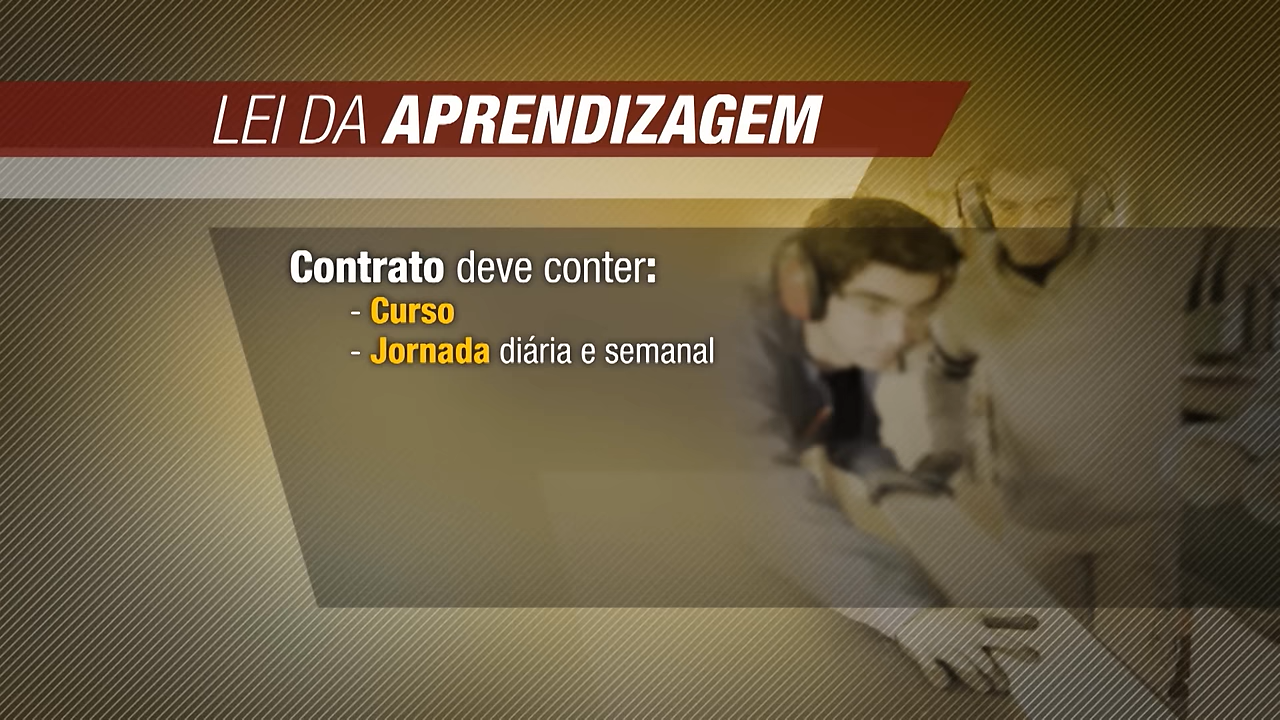 LEI DA APRENDIZAGEM
Contrato deve conter:
- Curso
- Jornada diária e semanal